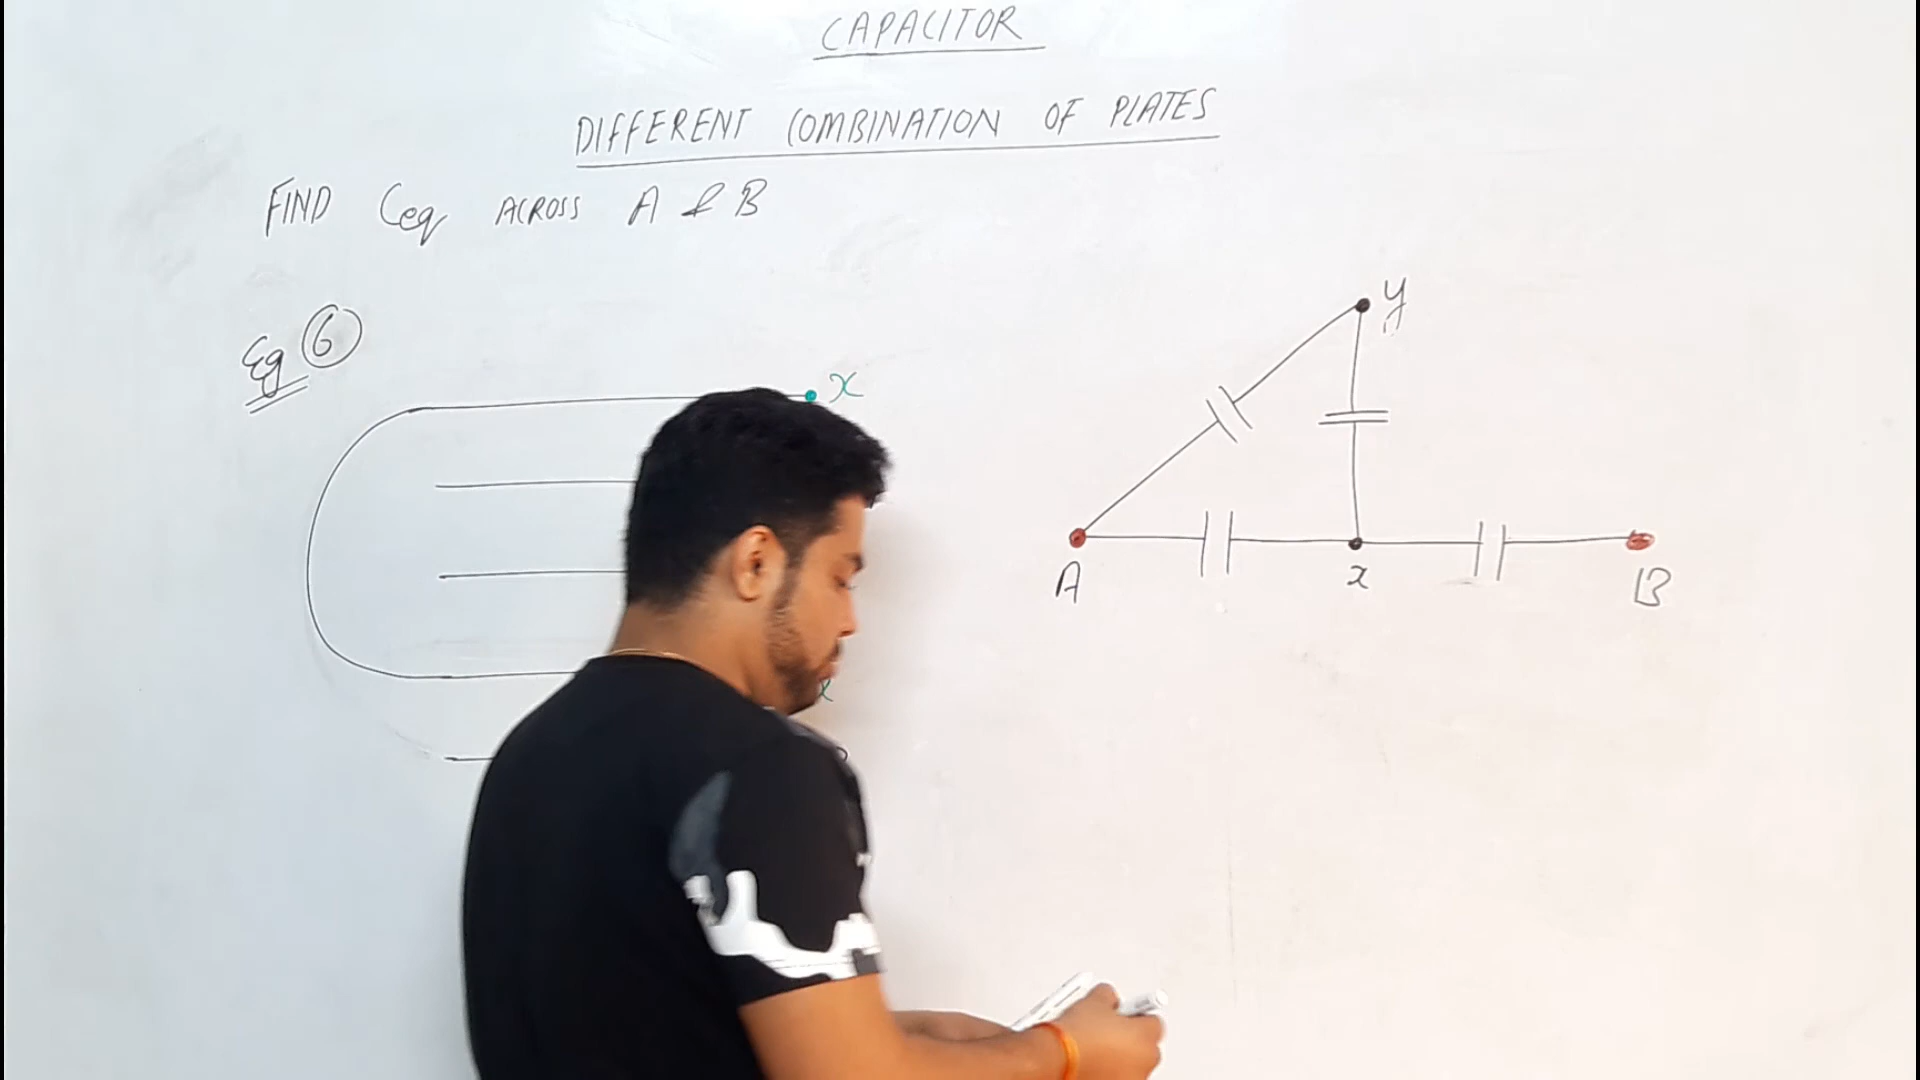 CAPACITOR
DIFFERENT COMBINATION OF PLATES
FIND Ceq ACROSS A & B
Eg 6
x
y
A
x
B
x